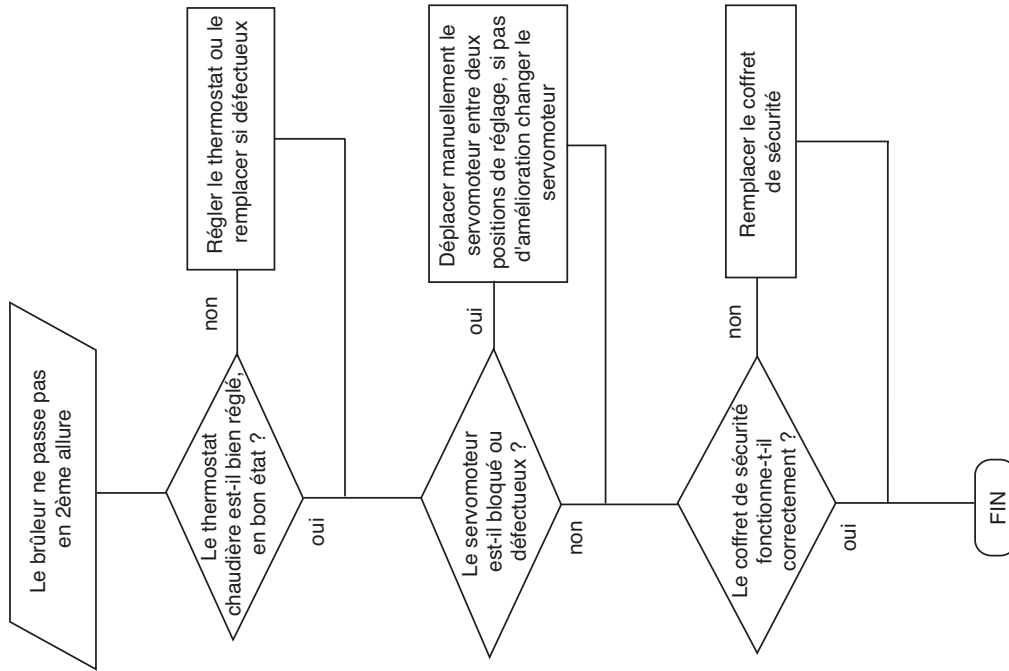 Le brûleur ne passe pas
en 2ème allure
Le thermostat
chaudière est-il bien réglé,
en bon état ?
non
Régler le thermostat ou le
remplacer si défectueux
oui
Le servomoteur
est-il bloqué ou
défectueux ?
oui
Déplacer manuellement le
servomoteur entre deux
positions de réglage, si pas
d'amélioration changer le
servomoteur
non
Le coffret de sécurité
fonctionne-t-il
correctement ?
non
Remplacer le coffret
de sécurité
oui
FIN